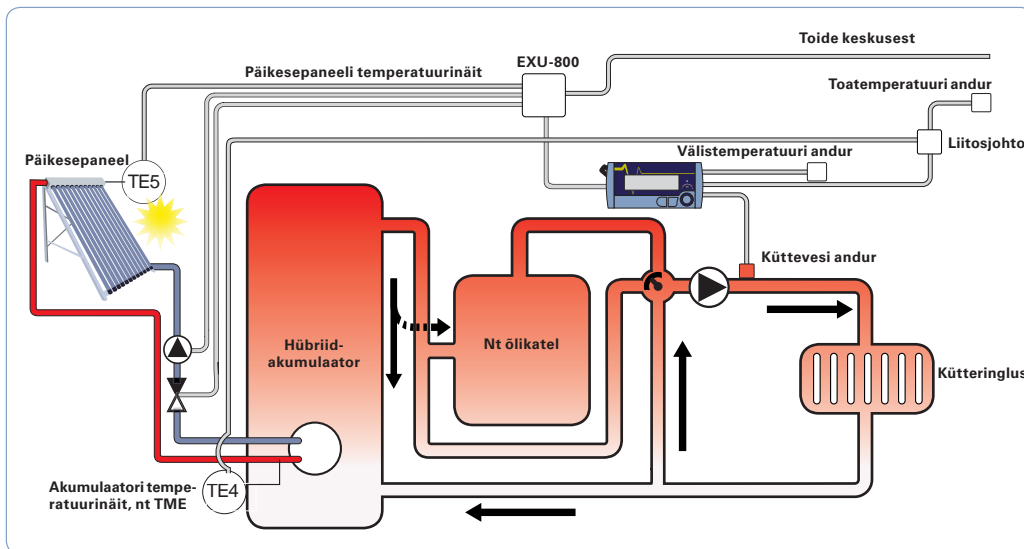 Toide keskusest
EXU-800
Päikesepaneeli temperatuurinäit
Toatemperatuuri andur
Liitosjohto
Välistemperatuuri andur
Päikesepaneel
TE5
Küttevesi andur
Hübriid-
akumulaator
Nt õlikatel
Kütteringlus
Akumulaatori tempe-
ratuurinäit, nt TME
TE4